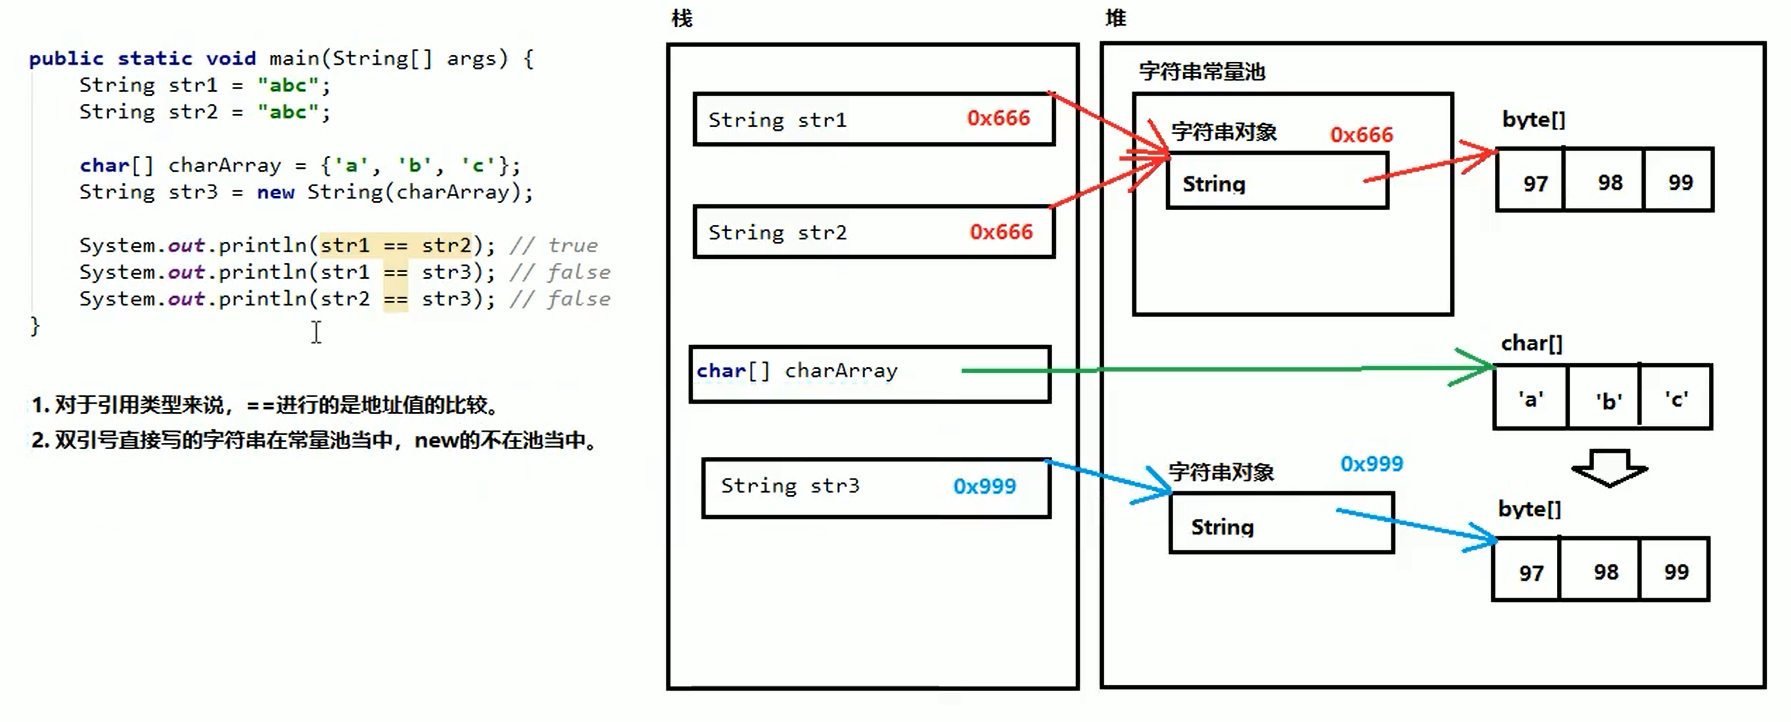 public static void main(String[] args) {
String str1 = "abc";
String str2 = "abc";
char[] charArray = {'a', 'b', 'c'};
String str3 = new String(charArray);
System.out.println(str1 == str2); // true
System.out.println(str1 == str3); // false
System.out.println(str2 == str3); // false
}
1. 对于引用类型来说，==进行的是地址值的比较。
2. 双引号直接写的字符串在常量池当中，new的不在池当中。
栈
String str1 0x666
String str2 0x666
char[] charArray
String str3 0x999
堆
字符串常量池
字符串对象 0x666
String
byte[]
97 98 99
char[]
'a' 'b' 'c'
字符串对象 0x999
String
byte[]
97 98 99